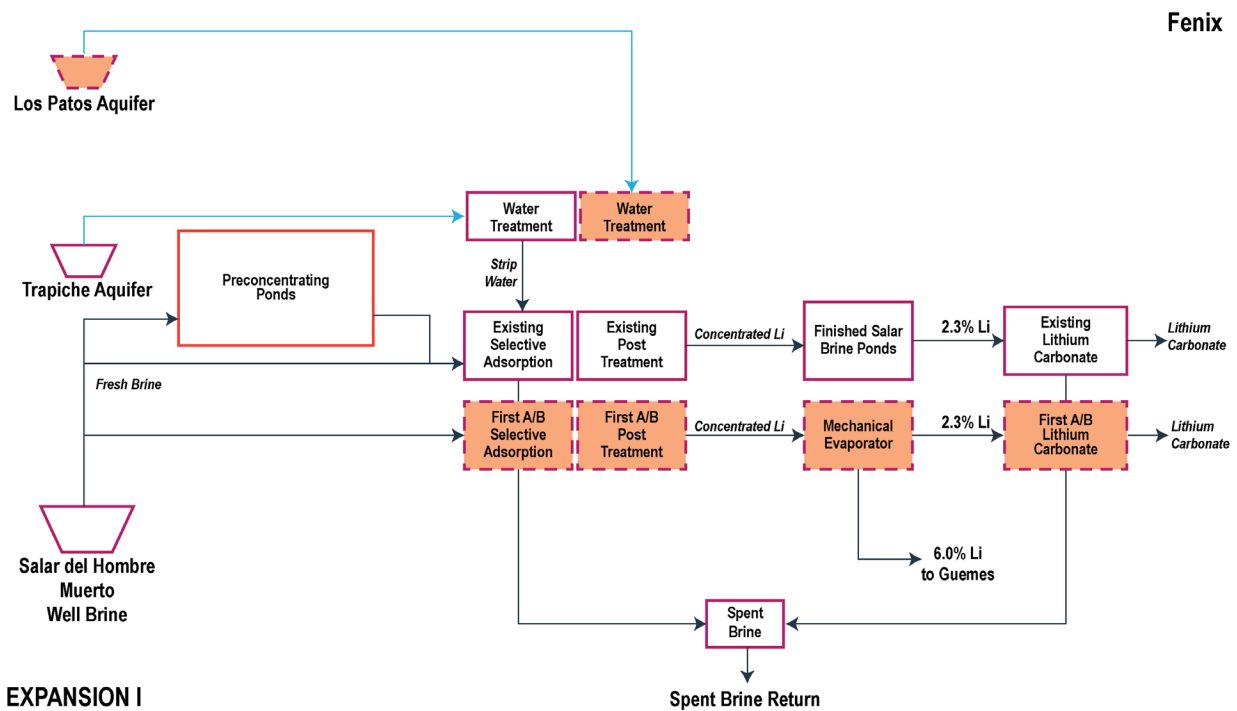 Fenix
Los Patos Aquifer
Water
Treatment
Water
Treatment
Trapiche Aquifer
Preconcentrating
Ponds
Strip
Water
Fresh Brine
Existing
Selective
Adsorption
Existing
Post
Treatment
Concentrated Li
Finished Salar
Brine Ponds
2.3% Li
Existing
Lithium
Carbonate
Lithium
Carbonate
First A/B
Selective
Adsorption
First A/B
Post
Treatment
Concentrated Li
Mechanical
Evaporator
2.3% Li
First A/B
Lithium
Carbonate
Lithium
Carbonate
6.0% Li
to Guemes
Salar del Hombre
Muerto
Well Brine
Spent
Brine
Spent Brine Return
EXPANSION I